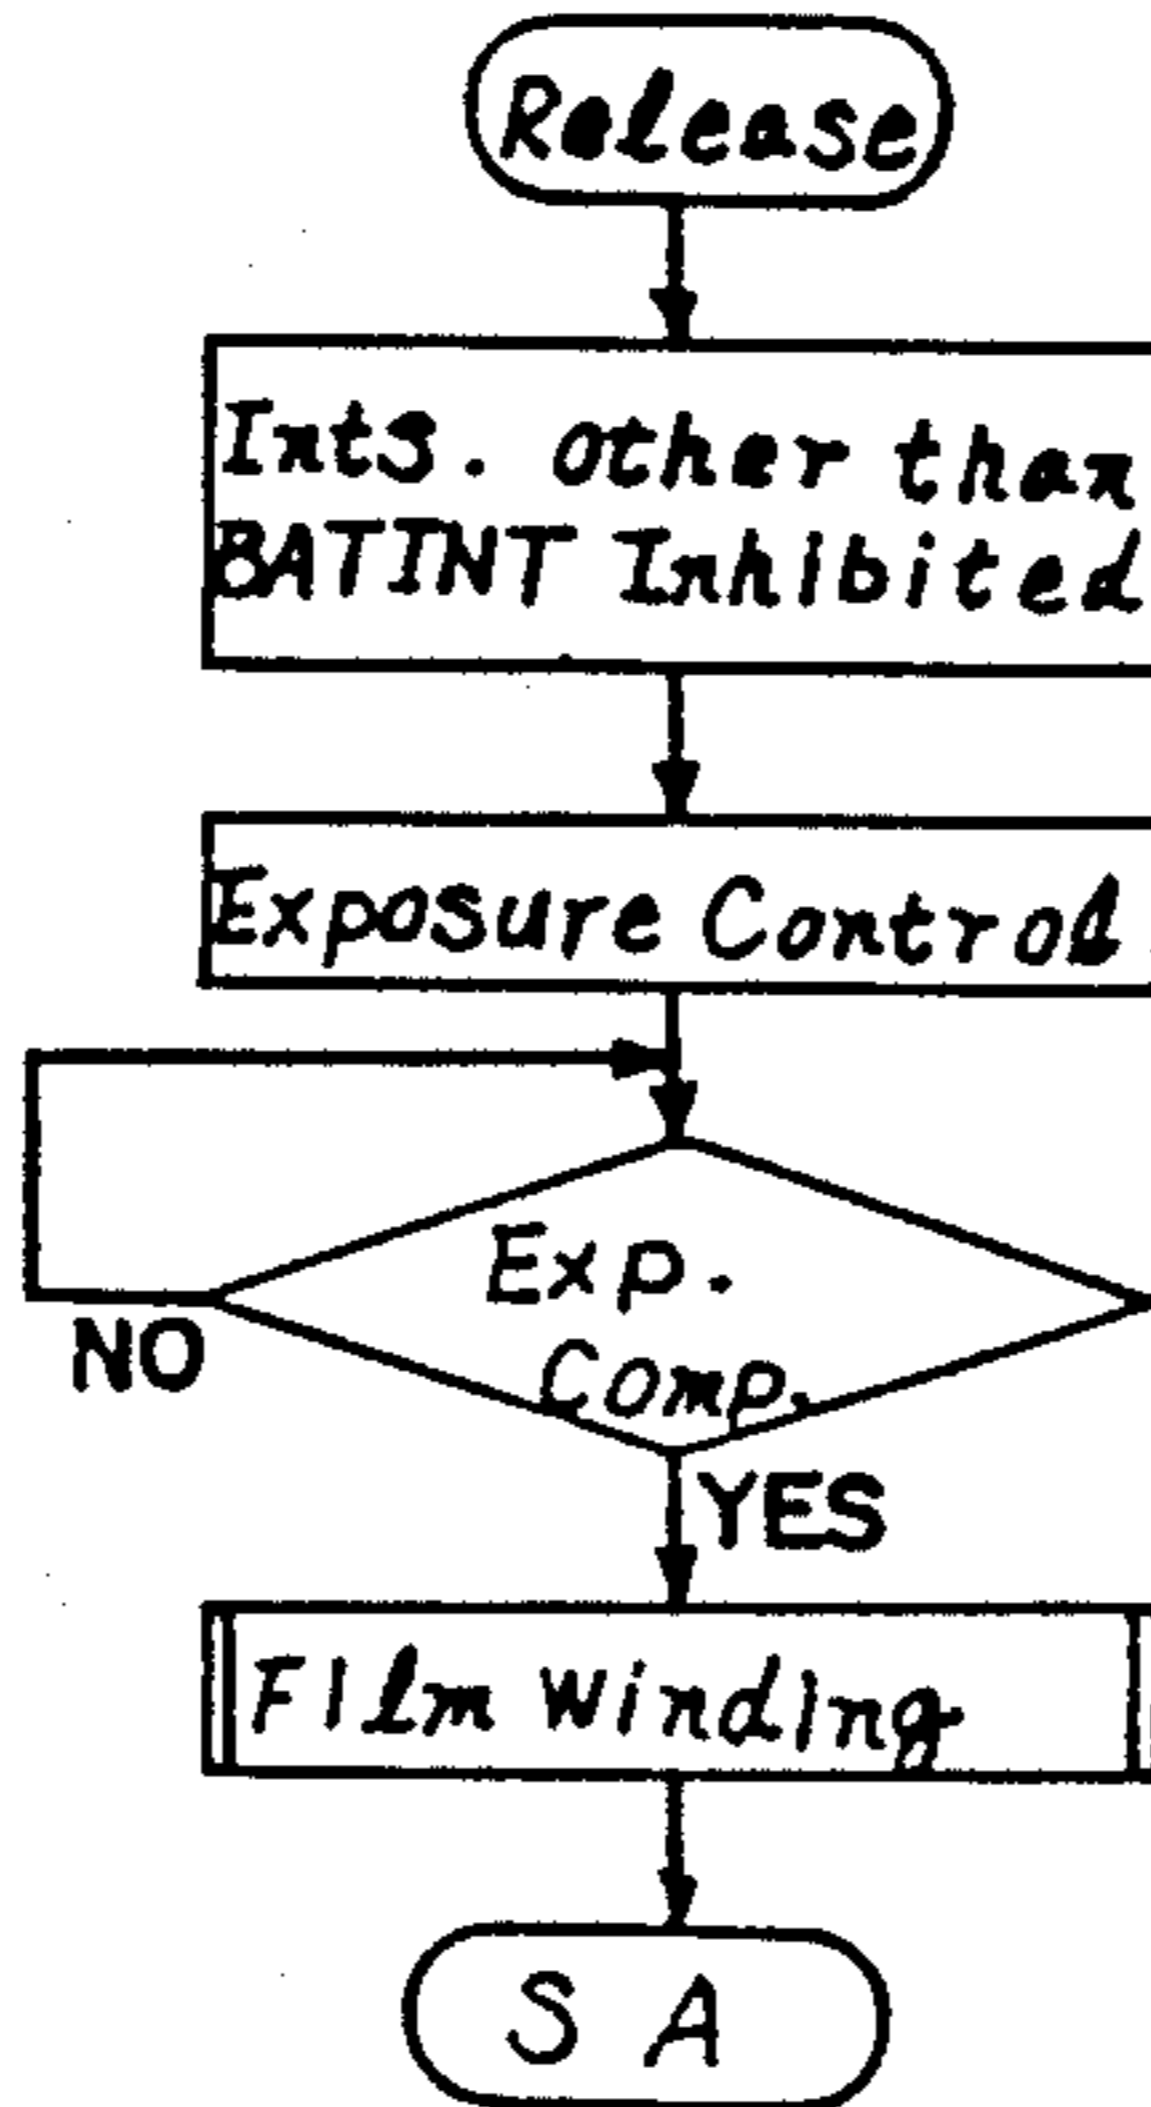 Release
Ints. other than
BATINT Inhibited
Exposure Control
Exp.
Comp.
NO
YES
Film Winding
S A